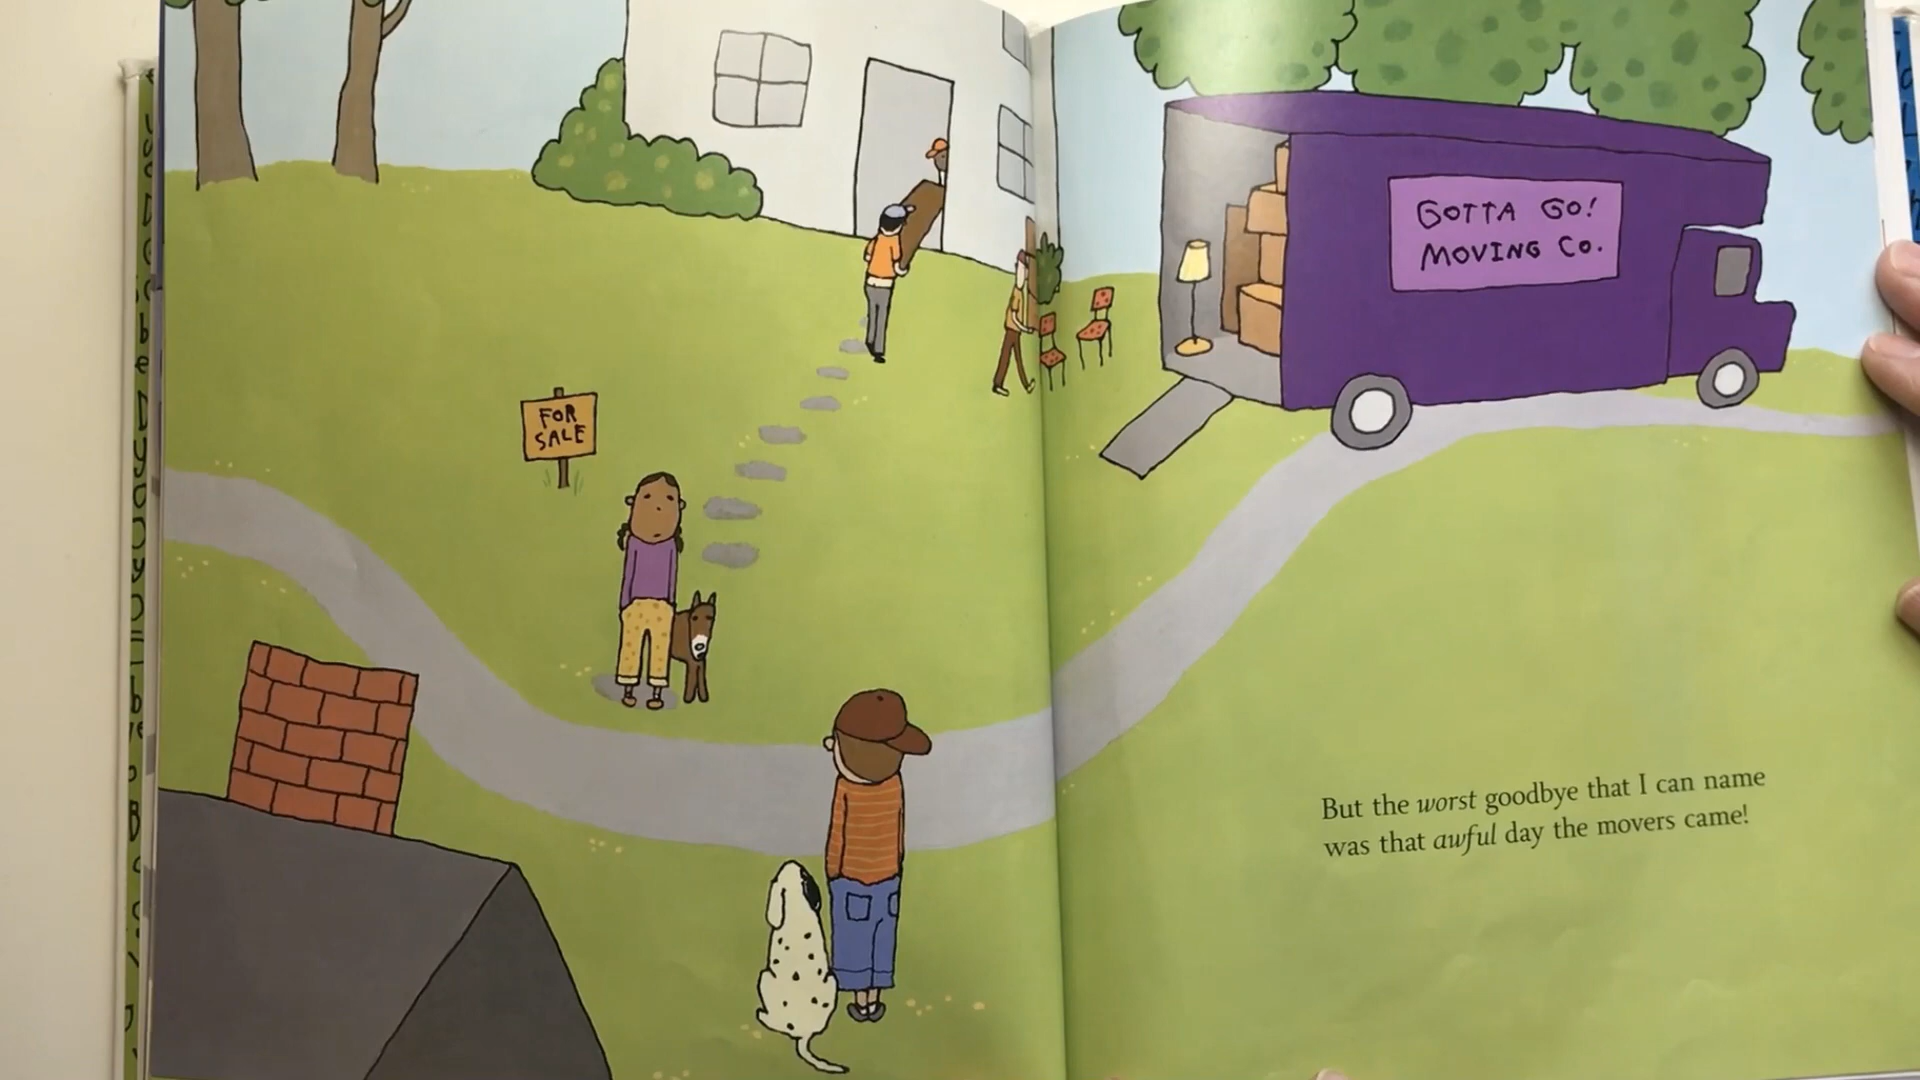 FOR
SALE
GOTTA GO!
MOVING CO.
But the worst goodbye that I can name
was that awful day the movers came!